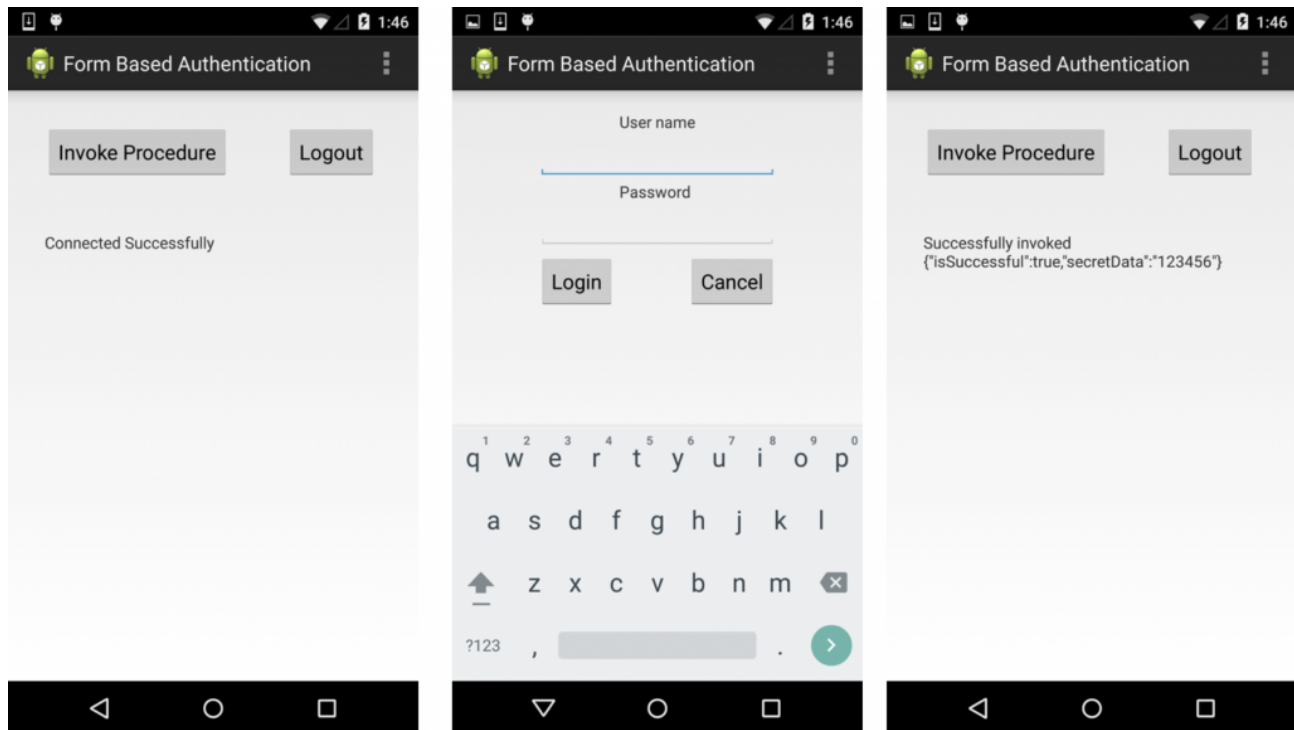 1:46
Form Based Authentication
Invoke Procedure Logout
Connected Successfully
1:46
Form Based Authentication
User name
Password
Login Cancel
1 2 3 4 5 6 7 8 9 0
q w e r t y u i o p
a s d f g h j k l
z x c v b n m
?123 , .
1:46
Form Based Authentication
Invoke Procedure Logout
Successfully invoked
{"isSuccessful":true,"secretData":"123456"}